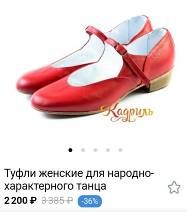 Кадриль
Туфли женские для народно-
характерного танца
2 200 ₽ 3 385 ₽ -36%